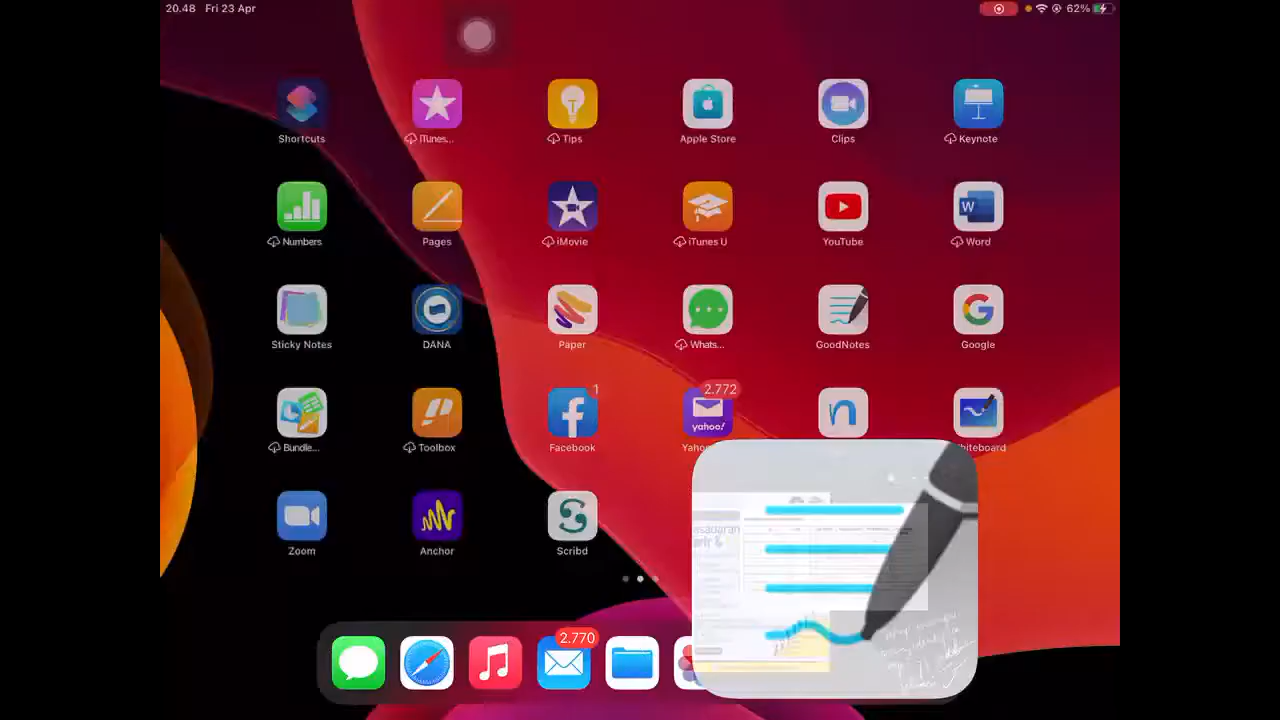 20.48 Fri 23 Apr
62%
Shortcuts
iTunes...
Tips
Apple Store
Clips
Keynote
Numbers
Pages
iMovie
iTunes U
YouTube
W
Word
Sticky Notes
DANA
Paper
Whats...
GoodNotes
G
Google
1
2.772
yahoo!
n
Bundle...
Toolbox
f
Facebook
Yahoo
iteboard
Zoom
Anchor
S
Scribd
2.770